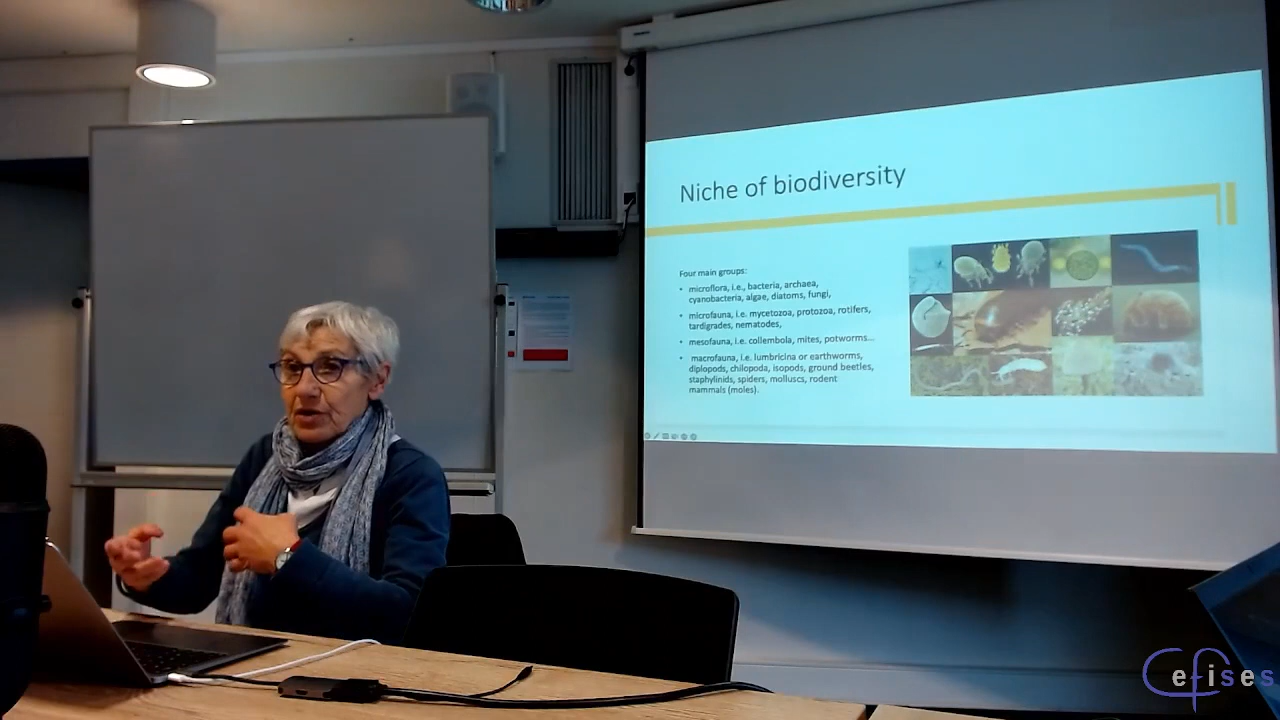 Niche of biodiversity
Four main groups:
• microflora, i.e., bacteria, archaea,
cyanobacteria, algae, diatoms, fungi,
• microfauna, i.e. mycetozoa, protozoa, rotifers,
tardigrades, nematodes,
• mesofauna, i.e. collembola, mites, potworms...
• macrofauna, i.e. lumbricina or earthworms,
diplopods, chilopoda, isopods, ground beetles,
staphylinids, spiders, molluscs, rodent
mammals (moles).
Cefises